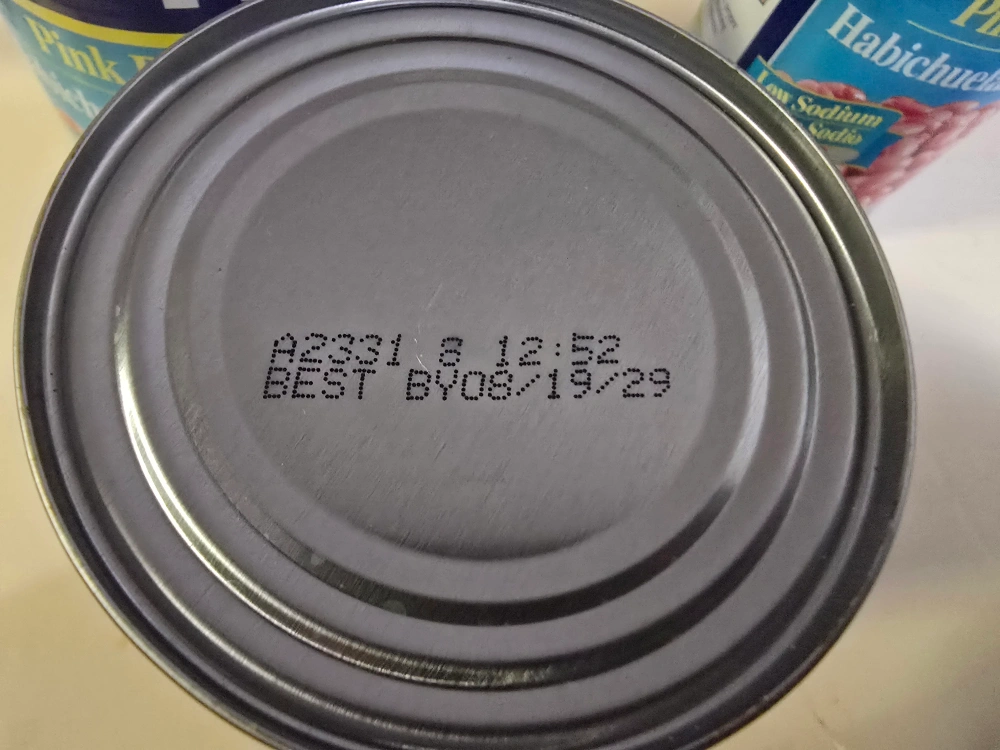 Pink
Habichuela
Low Sodium
Sodio
A2331 8 12:52
BEST BY08/19/29